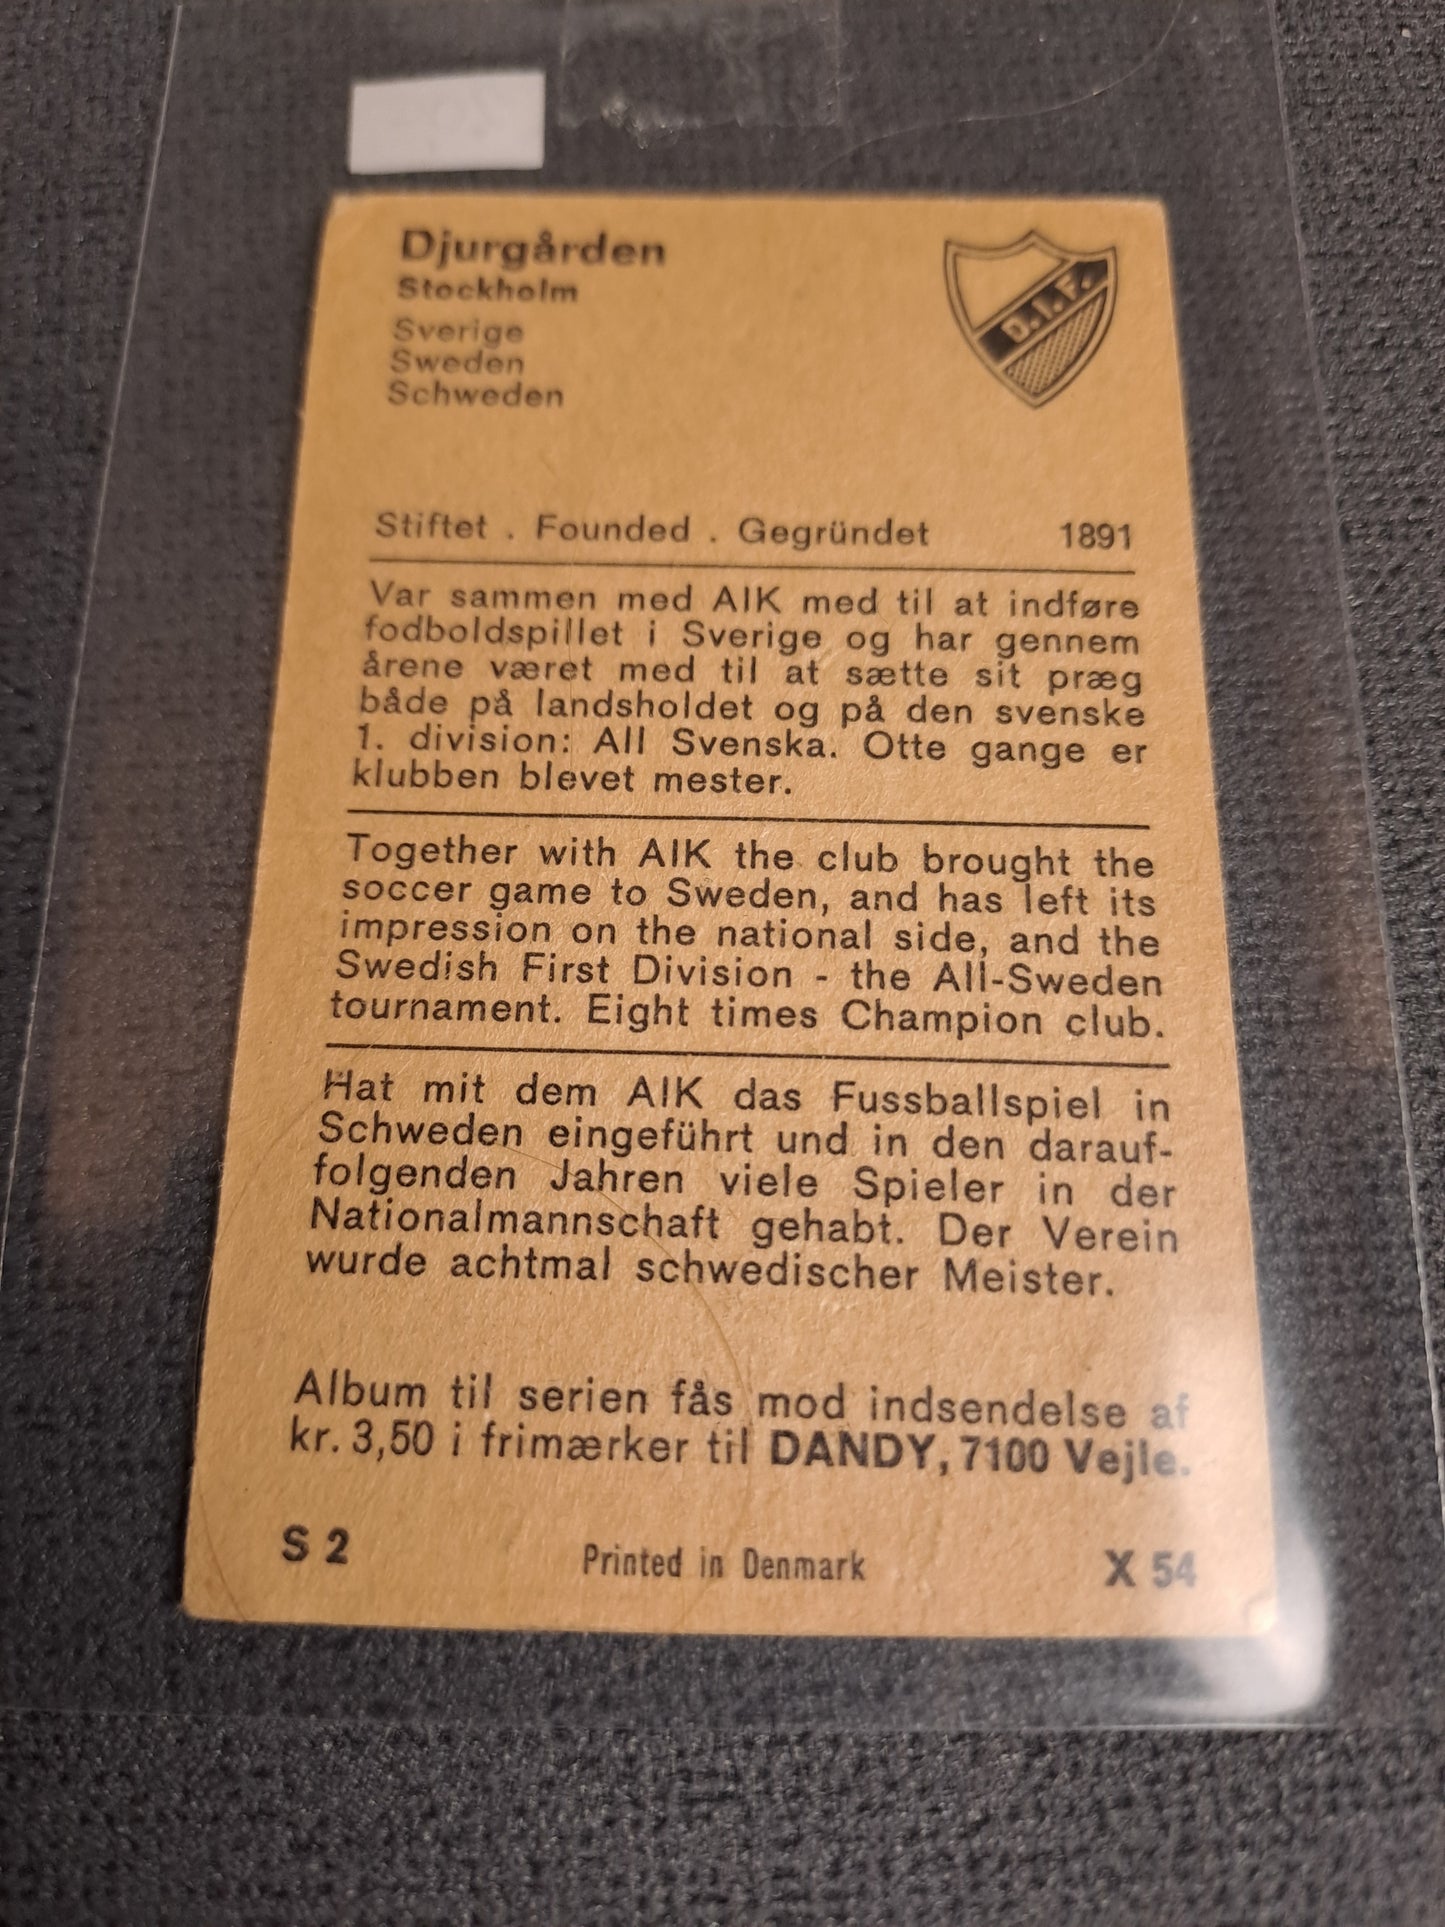 Djurgården
Stockholm
Sverige
Sweden
Schweden
D.I.F.
Stiftet . Founded . Gegründet 1891
Var sammen med AIK med til at indføre
fodboldspillet i Sverige og har gennem
årene været med til at sætte sit præg
både på landsholdet og på den svenske
1. division: All Svenska. Otte gange er
klubben blevet mester.
Together with AIK the club brought the
soccer game to Sweden, and has left its
impression on the national side, and the
Swedish First Division - the All-Sweden
tournament. Eight times Champion club.
Hat mit dem AIK das Fussballspiel in
Schweden eingeführt und in den darauf-
folgenden Jahren viele Spieler in der
Nationalmannschaft gehabt. Der Verein
wurde achtmal schwedischer Meister.
Album til serien fås mod indsendelse af
kr. 3,50 i frimærker til DANDY, 7100 Vejle.
S 2 Printed in Denmark X 54